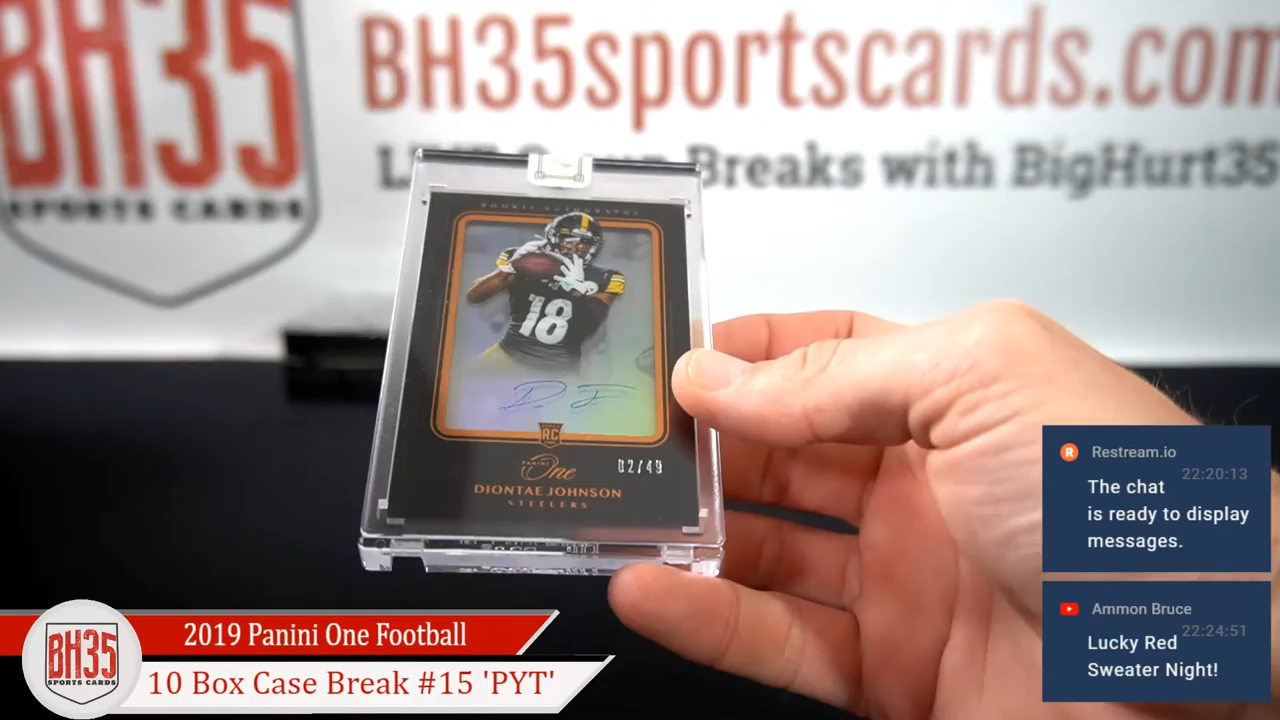 BH35
SPORTS CARDS
BH35sportscards.com
Breaks with BigHurt35
ROOKIE AUTOGRAPHS
18
RC
PANINI
One
02/49
DIONTAE JOHNSON
STEELERS
Restream.io
22:20:13
The chat
is ready to display
messages.
Ammon Bruce
22:24:51
Lucky Red
Sweater Night!
BH35
SPORTS CARDS
2019 Panini One Football
10 Box Case Break #15 'PYT'